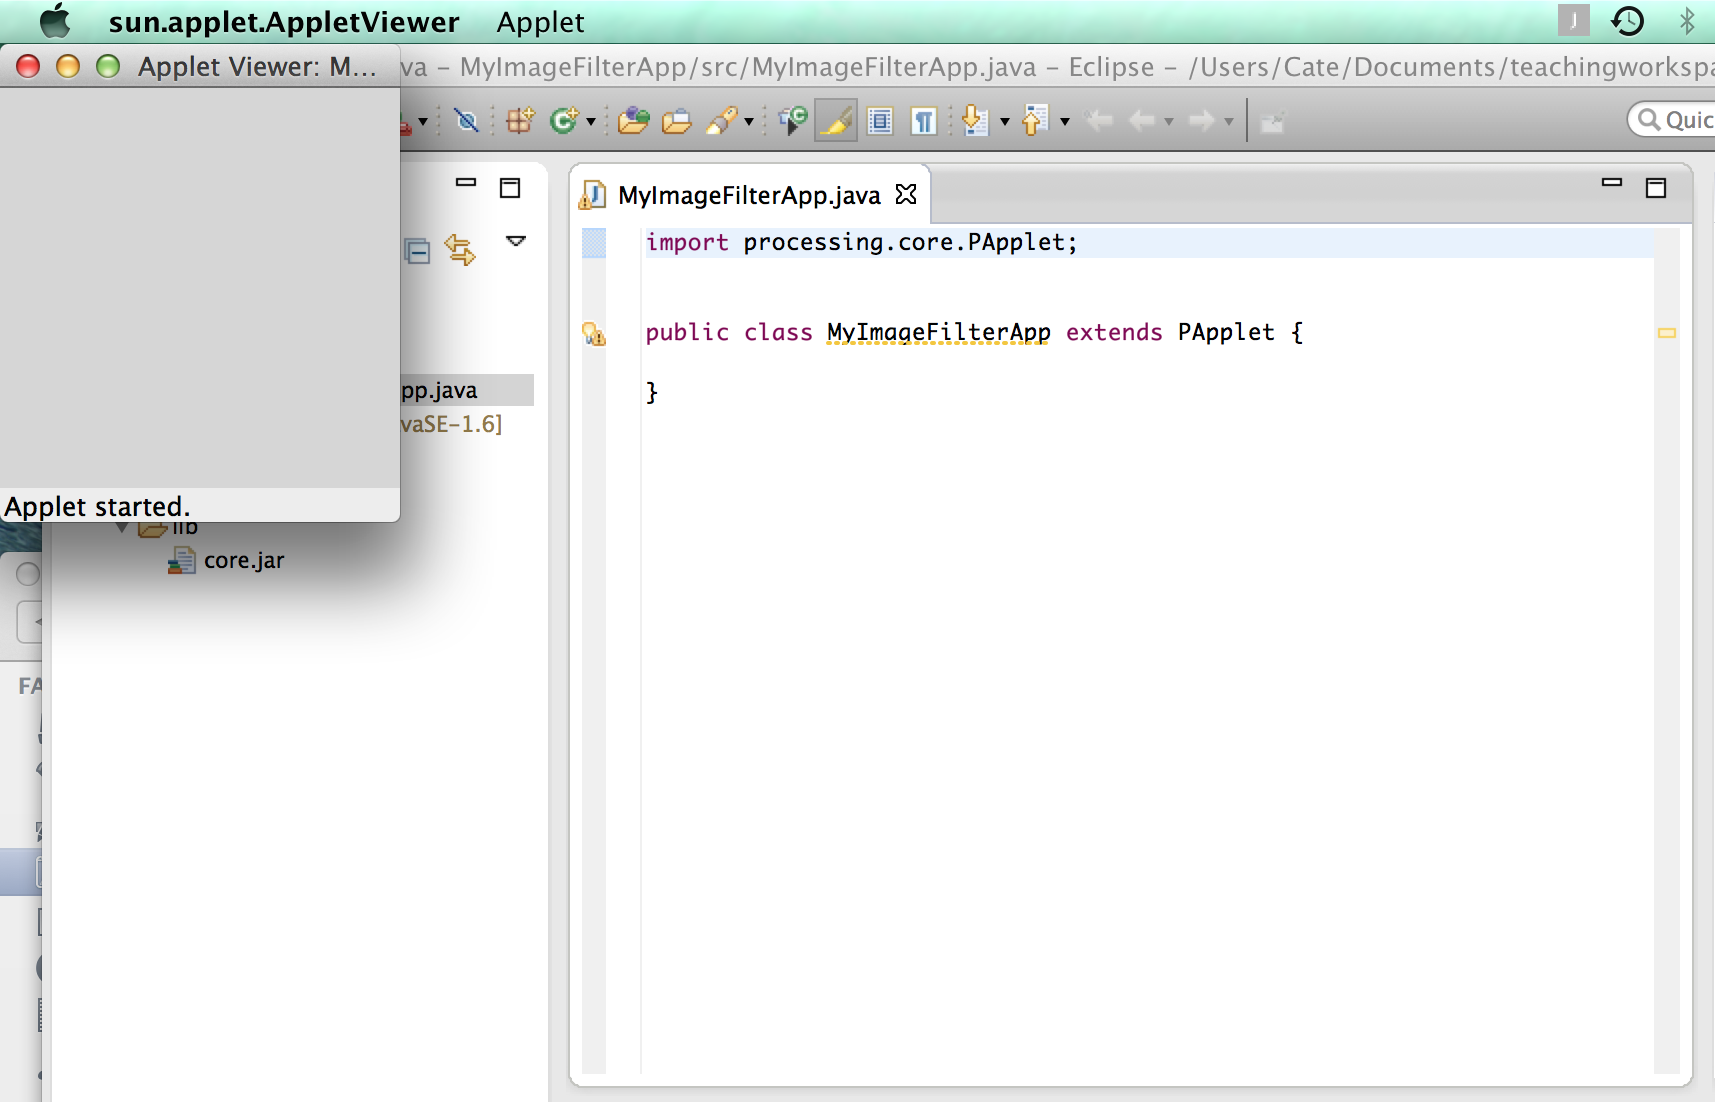 sun.applet.AppletViewer Applet
Applet Viewer: M...
va – MyImageFilterApp/src/MyImageFilterApp.java – Eclipse – /Users/Cate/Documents/teachingworkspa
Quic
MyImageFilterApp.java
import processing.core.PApplet;
public class MyImageFilterApp extends PApplet {
}
pp.java
vaSE-1.6]
Applet started.
lib
core.jar
FA